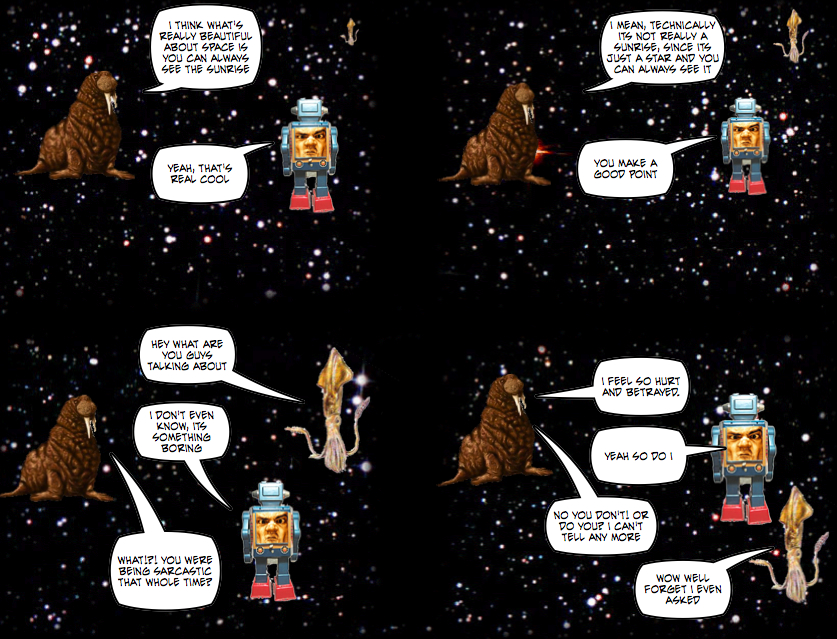 I THINK WHAT'S
REALLY BEAUTIFUL
ABOUT SPACE IS
YOU CAN ALWAYS
SEE THE SUNRISE
YEAH, THAT'S
REAL COOL
I MEAN, TECHNICALLY
ITS NOT REALLY A
SUNRISE, SINCE ITS
JUST A STAR AND YOU
CAN ALWAYS SEE IT
YOU MAKE A
GOOD POINT
HEY WHAT ARE
YOU GUYS
TALKING ABOUT
I DON'T EVEN
KNOW, ITS
SOMETHING
BORING
WHAT!?! YOU WERE
BEING SARCASTIC
THAT WHOLE TIME?
I FEEL SO HURT
AND BETRAYED.
YEAH SO DO I
NO YOU DON'T! OR
DO YOU? I CAN'T
TELL ANY MORE
WOW WELL
FORGET I EVEN
ASKED